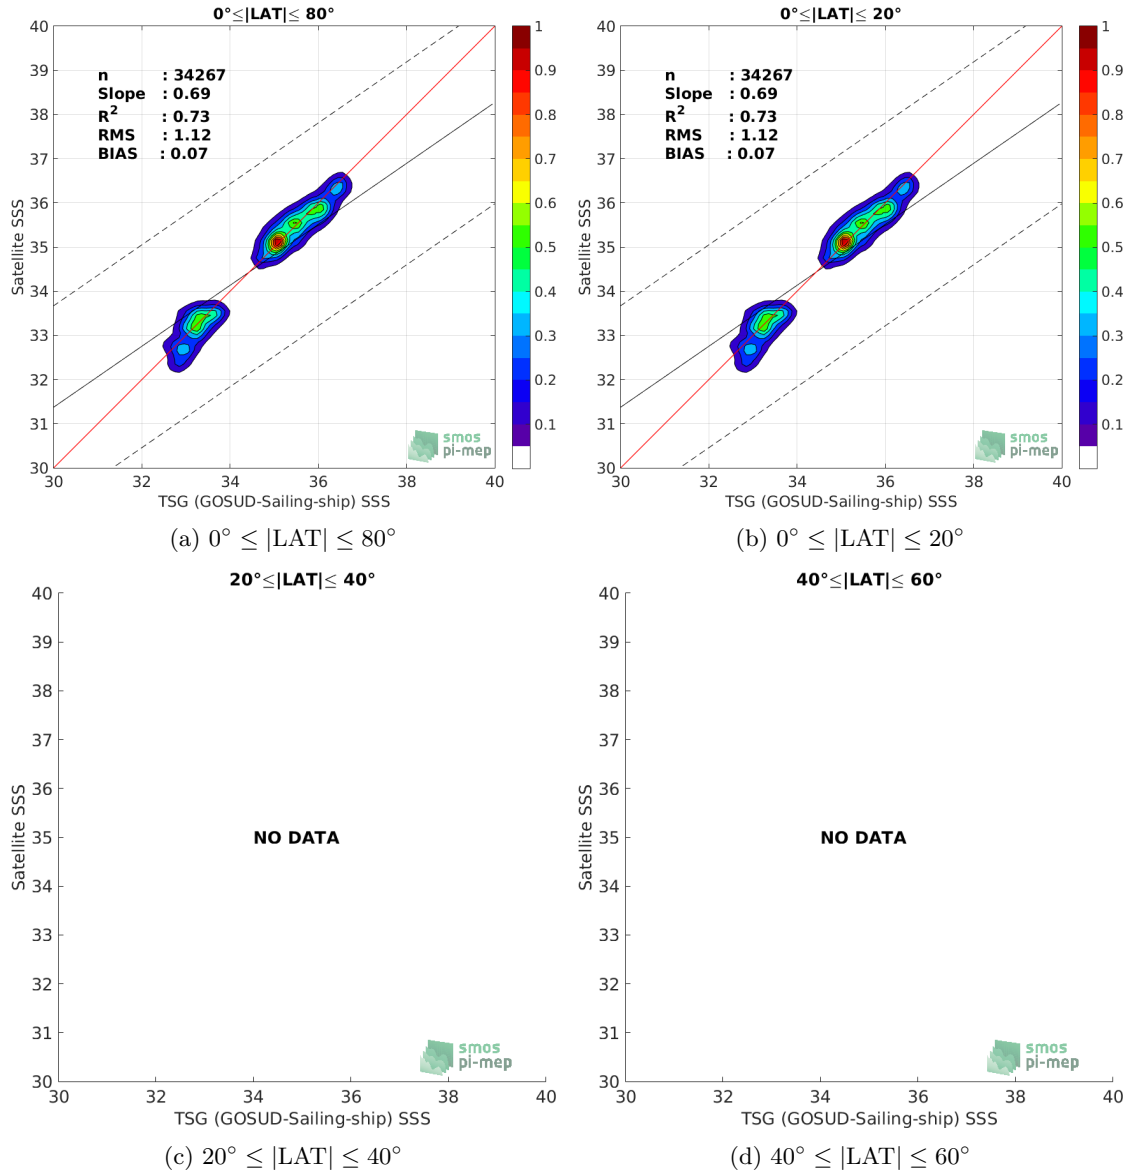 0°≤|LAT|≤ 80°
40
39
38
37
36
35
34
33
32
31
30
Satellite SSS
n : 34267
Slope : 0.69
R² : 0.73
RMS : 1.12
BIAS : 0.07
smos
pi-mep
30 32 34 36 38 40
TSG (GOSUD-Sailing-ship) SSS
1
0.9
0.8
0.7
0.6
0.5
0.4
0.3
0.2
0.1
(a) 0° ≤ |LAT| ≤ 80°
0°≤|LAT|≤ 20°
40
39
38
37
36
35
34
33
32
31
30
Satellite SSS
n : 34267
Slope : 0.69
R² : 0.73
RMS : 1.12
BIAS : 0.07
smos
pi-mep
30 32 34 36 38 40
TSG (GOSUD-Sailing-ship) SSS
1
0.9
0.8
0.7
0.6
0.5
0.4
0.3
0.2
0.1
(b) 0° ≤ |LAT| ≤ 20°
20°≤|LAT|≤ 40°
40
39
38
37
36
35
34
33
32
31
30
Satellite SSS
NO DATA
smos
pi-mep
30 32 34 36 38 40
TSG (GOSUD-Sailing-ship) SSS
(c) 20° ≤ |LAT| ≤ 40°
40°≤|LAT|≤ 60°
40
39
38
37
36
35
34
33
32
31
30
Satellite SSS
NO DATA
smos
pi-mep
30 32 34 36 38 40
TSG (GOSUD-Sailing-ship) SSS
(d) 40° ≤ |LAT| ≤ 60°